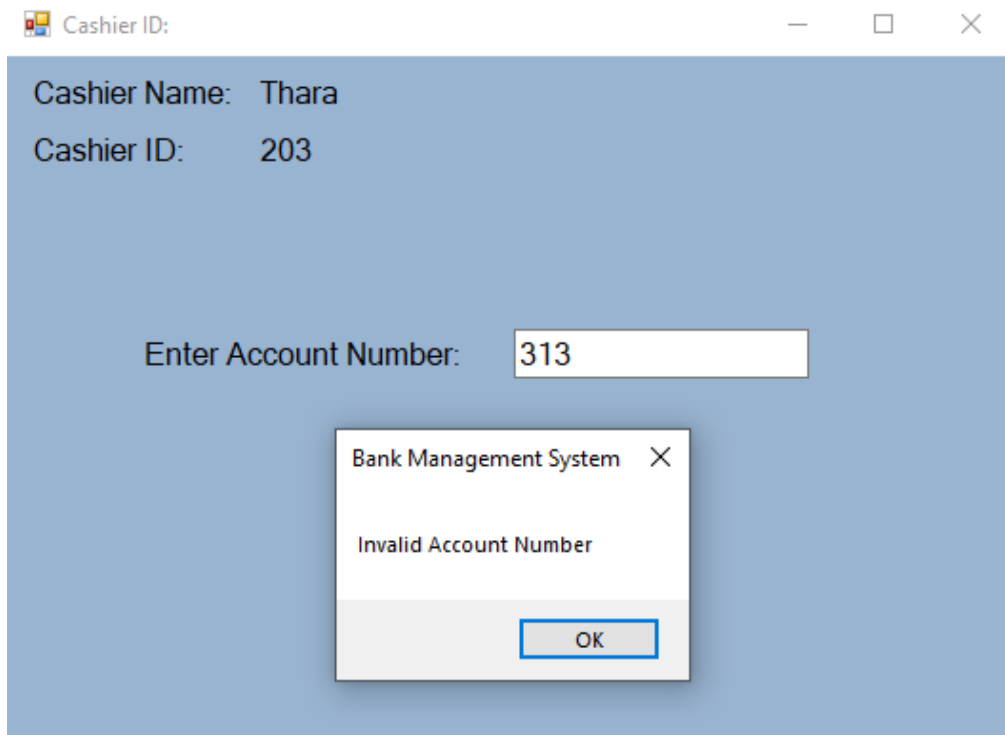 Cashier ID:
Cashier Name: Thara
Cashier ID: 203
Enter Account Number: 313
Bank Management System
Invalid Account Number
OK